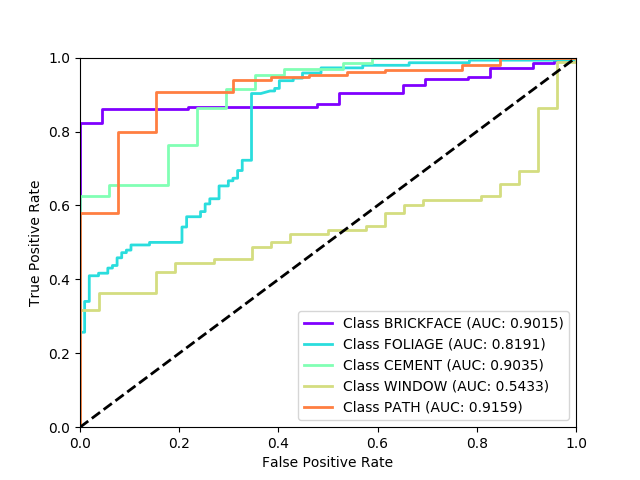 1.0
0.8
0.6
0.4
0.2
0.0
True Positive Rate
Class BRICKFACE (AUC: 0.9015)
Class FOLIAGE (AUC: 0.8191)
Class CEMENT (AUC: 0.9035)
Class WINDOW (AUC: 0.5433)
Class PATH (AUC: 0.9159)
0.0 0.2 0.4 0.6 0.8 1.0
False Positive Rate